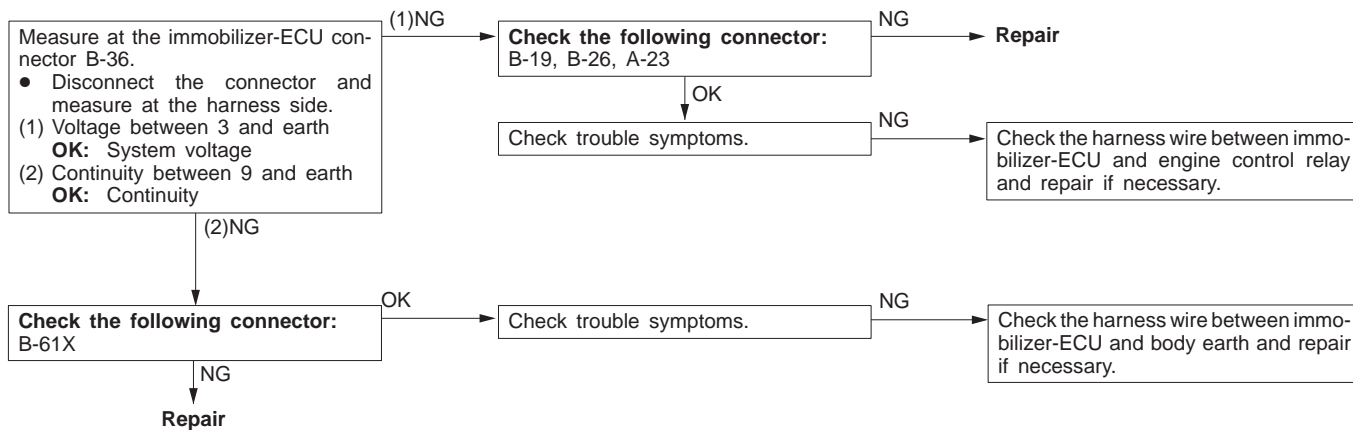 Measure at the immobilizer-ECU con-
nector B-36.
● Disconnect the connector and
measure at the harness side.
(1) Voltage between 3 and earth
OK: System voltage
(2) Continuity between 9 and earth
OK: Continuity
(1)NG
Check the following connector:
B-19, B-26, A-23
NG
Repair
OK
Check trouble symptoms.
NG
Check the harness wire between immo-
bilizer-ECU and engine control relay
and repair if necessary.
(2)NG
Check the following connector:
B-61X
OK
Check trouble symptoms.
NG
Check the harness wire between immo-
bilizer-ECU and body earth and repair
if necessary.
NG
Repair